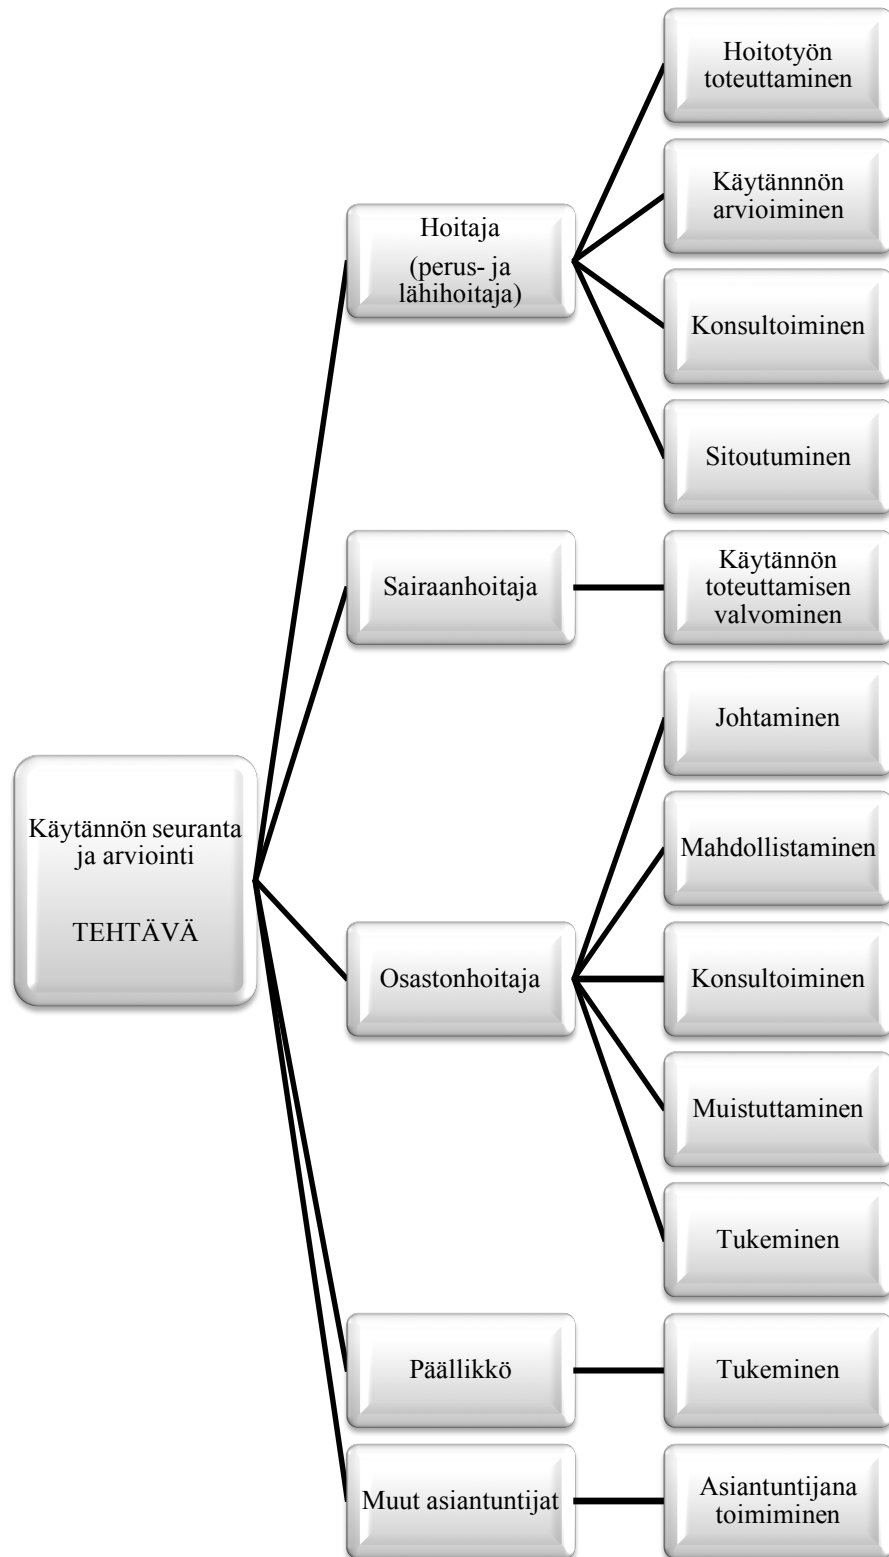 Käytännön seuranta
ja arviointi
TEHTÄVÄ
Hoitaja
(perus- ja
lähihoitaja)
Hoitotyön
toteuttaminen
Käytännnön
arvioiminen
Konsultoiminen
Sitoutuminen
Sairaanhoitaja
Käytännön
toteuttamisen
valvominen
Osastonhoitaja
Johtaminen
Mahdollistaminen
Konsultoiminen
Muistuttaminen
Tukeminen
Päällikkö
Tukeminen
Muut asiantuntijat
Asiantuntijana
toimiminen